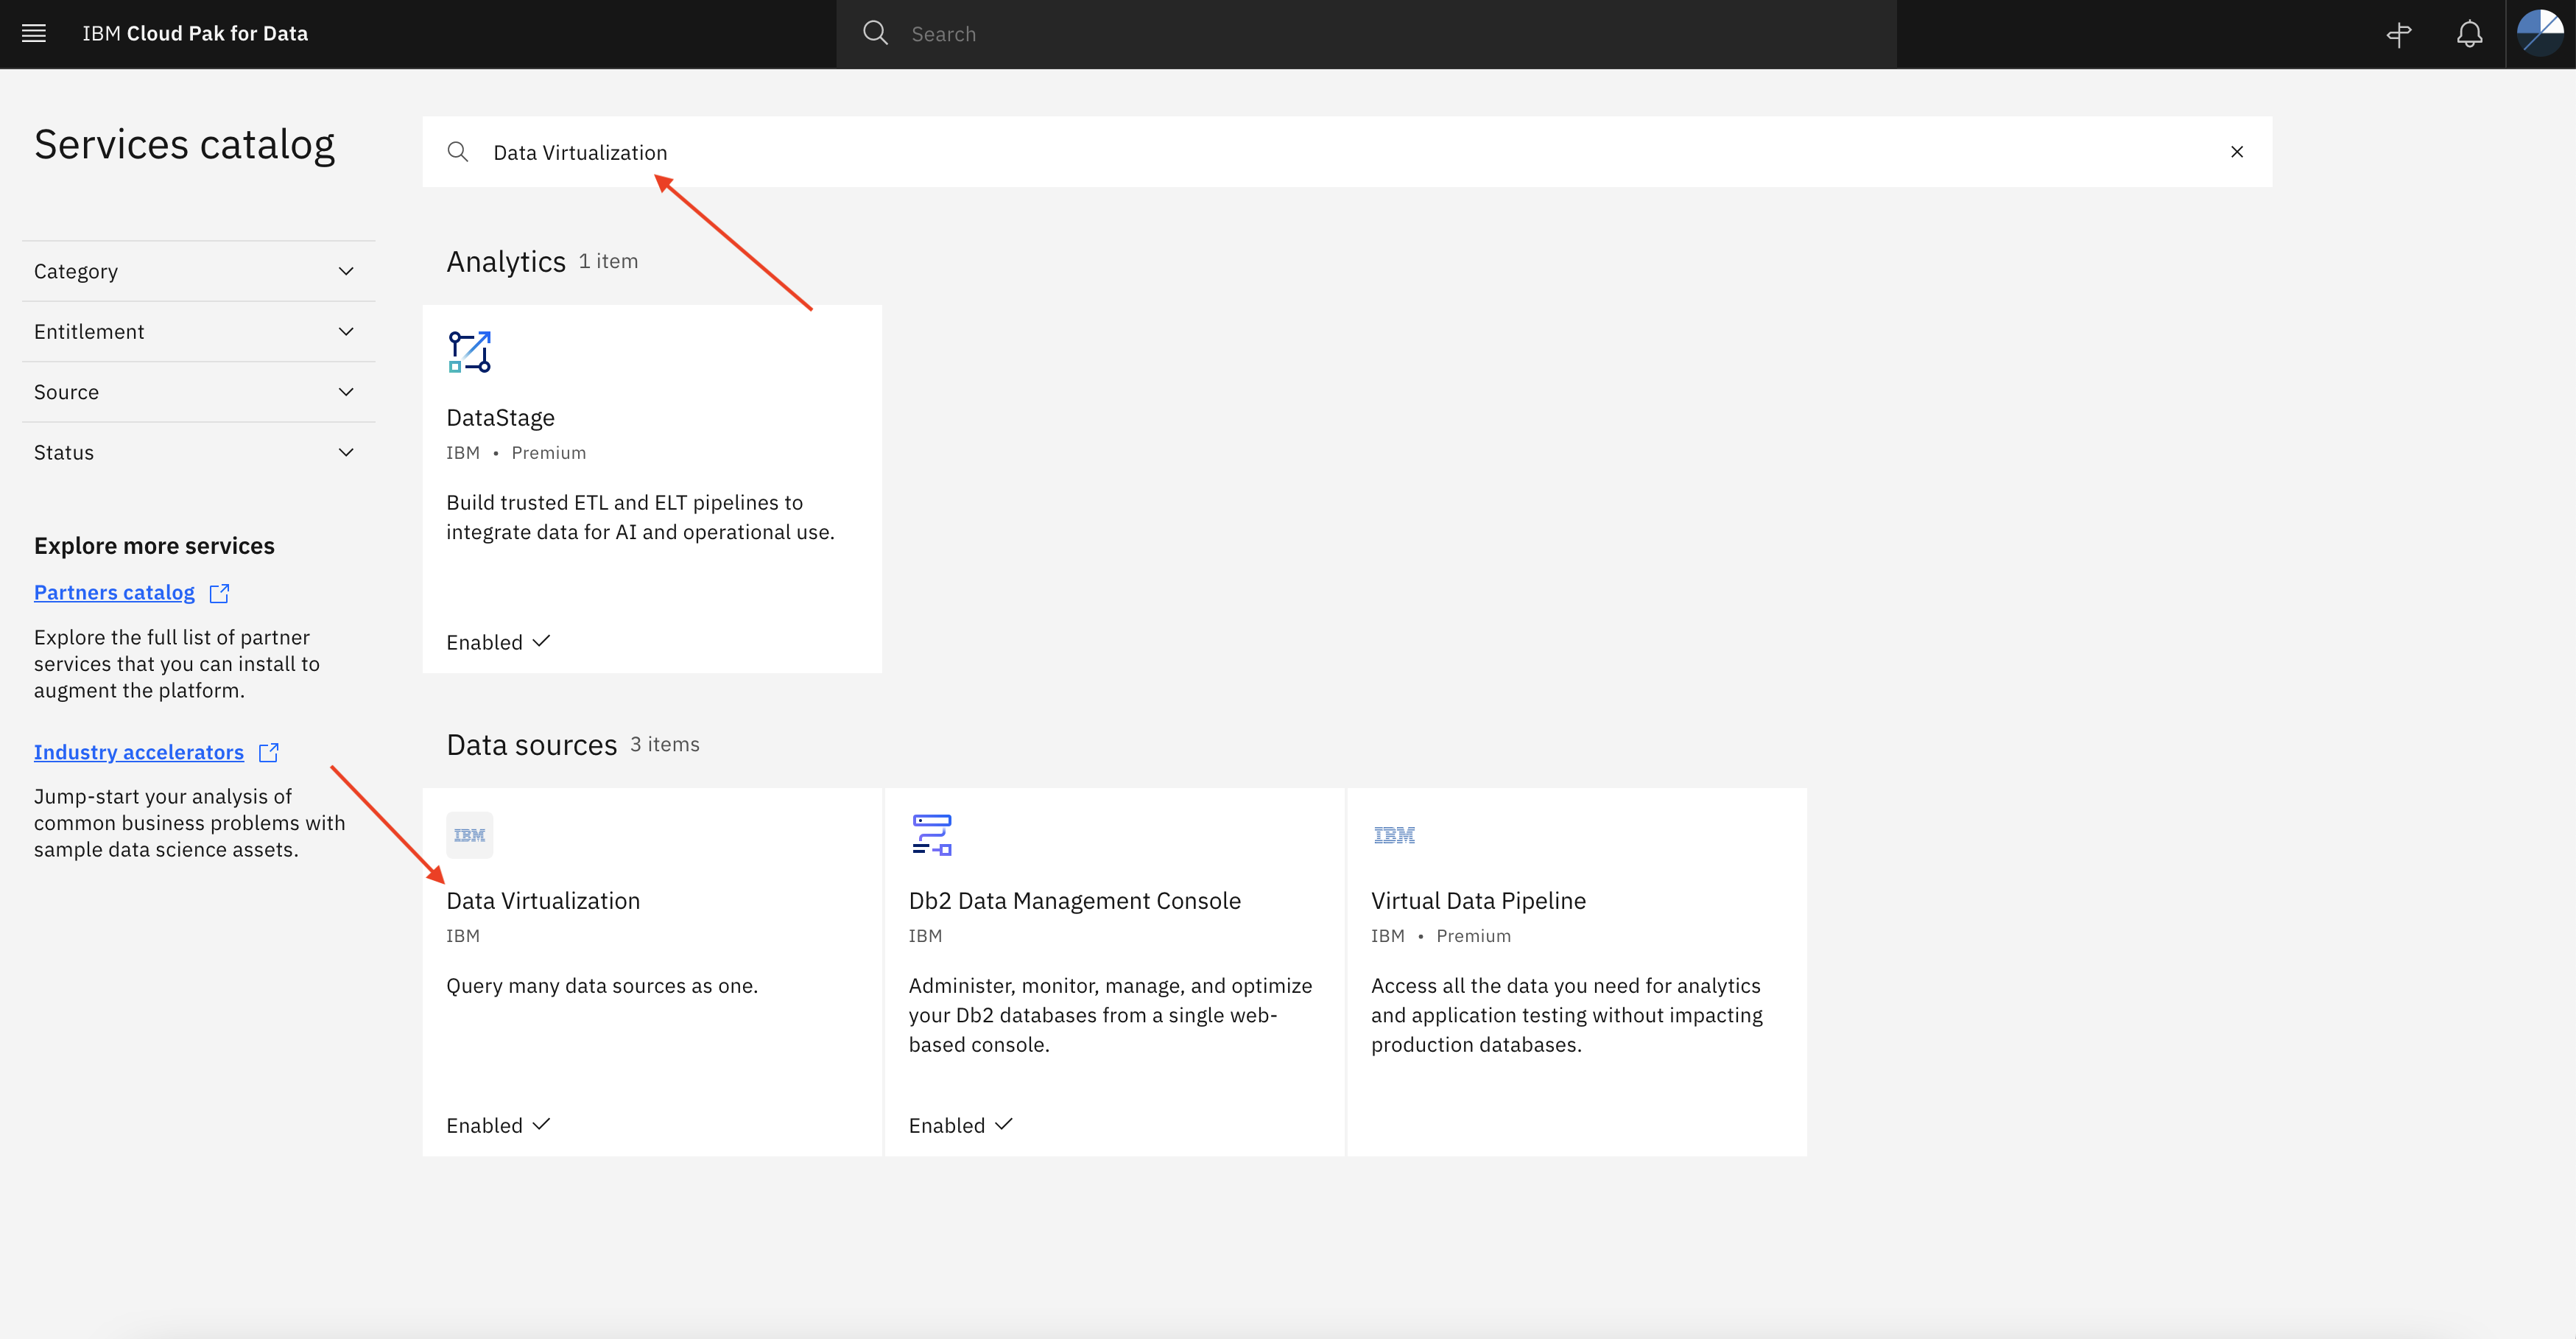 IBM Cloud Pak for Data
Search
Services catalog
Data Virtualization
Category
Entitlement
Source
Status
Explore more services
Partners catalog
Explore the full list of partner
services that you can install to
augment the platform.
Industry accelerators
Jump-start your analysis of
common business problems with
sample data science assets.
Analytics 1 item
DataStage
IBM • Premium
Build trusted ETL and ELT pipelines to
integrate data for AI and operational use.
Enabled
Data sources 3 items
IBM
Data Virtualization
IBM
Query many data sources as one.
Enabled
Db2 Data Management Console
IBM
Administer, monitor, manage, and optimize
your Db2 databases from a single web-
based console.
Enabled
IBM
Virtual Data Pipeline
IBM • Premium
Access all the data you need for analytics
and application testing without impacting
production databases.